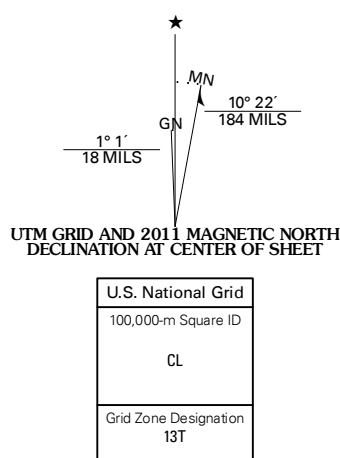 ★
MN
GN
10° 22´
184 MILS
1° 1´
18 MILS
UTM GRID AND 2011 MAGNETIC NORTH
DECLINATION AT CENTER OF SHEET
U.S. National Grid
100,000-m Square ID
CL
Grid Zone Designation
13T